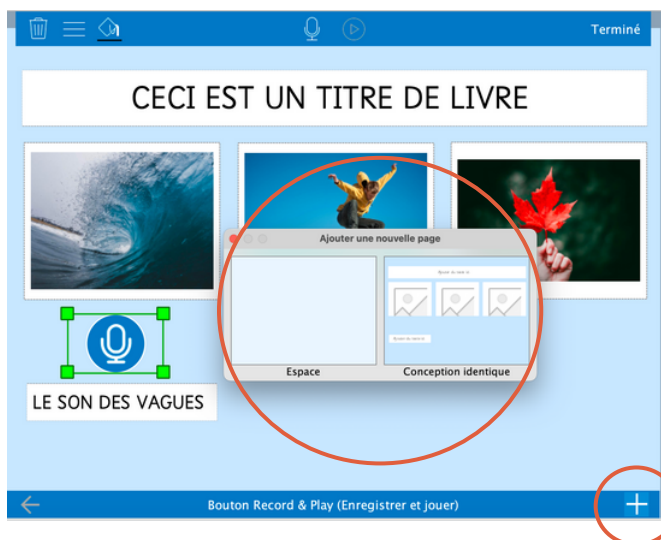 Terminé
CECI EST UN TITRE DE LIVRE
Ajouter une nouvelle page
Espace
Conception identique
LE SON DES VAGUES
Bouton Record & Play (Enregistrer et jouer)